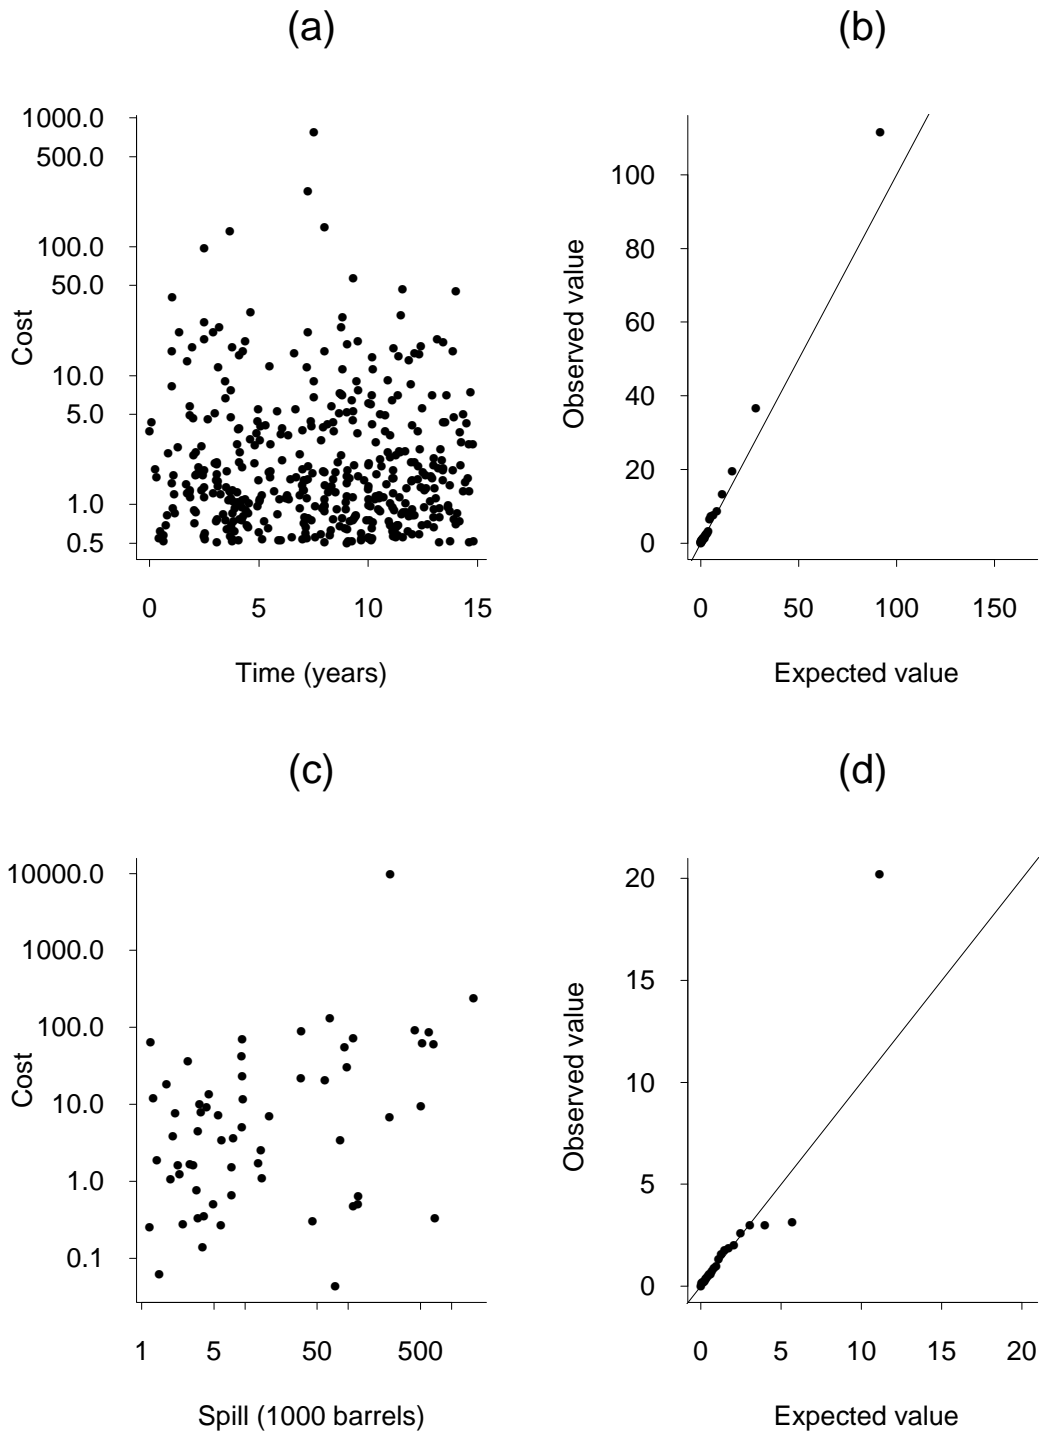 (a)
1000.0
500.0
100.0
50.0
10.0
5.0
1.0
0.5
Cost
0 5 10 15
Time (years)
(b)
100
80
60
40
20
0
Observed value
0 50 100 150
Expected value
(c)
10000.0
1000.0
100.0
10.0
1.0
0.1
Cost
1 5 50 500
Spill (1000 barrels)
(d)
20
15
10
5
0
Observed value
0 5 10 15 20
Expected value